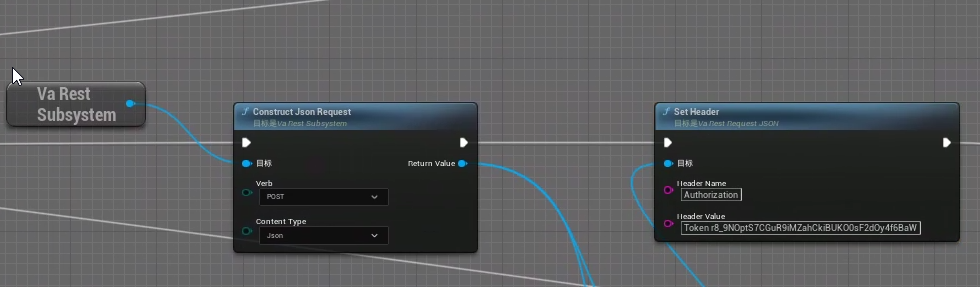 Va Rest
Subsystem
Construct Json Request
目标是Va Rest Subsystem
目标
Return Value
Verb
POST
Content Type
Json
Set Header
目标是Va Rest Request JSON
目标
Header Name
Authorization
Header Value
Token r8_9NOptS7CGuR9iMZahCkiBUKO0sF2dOy4f6BaW